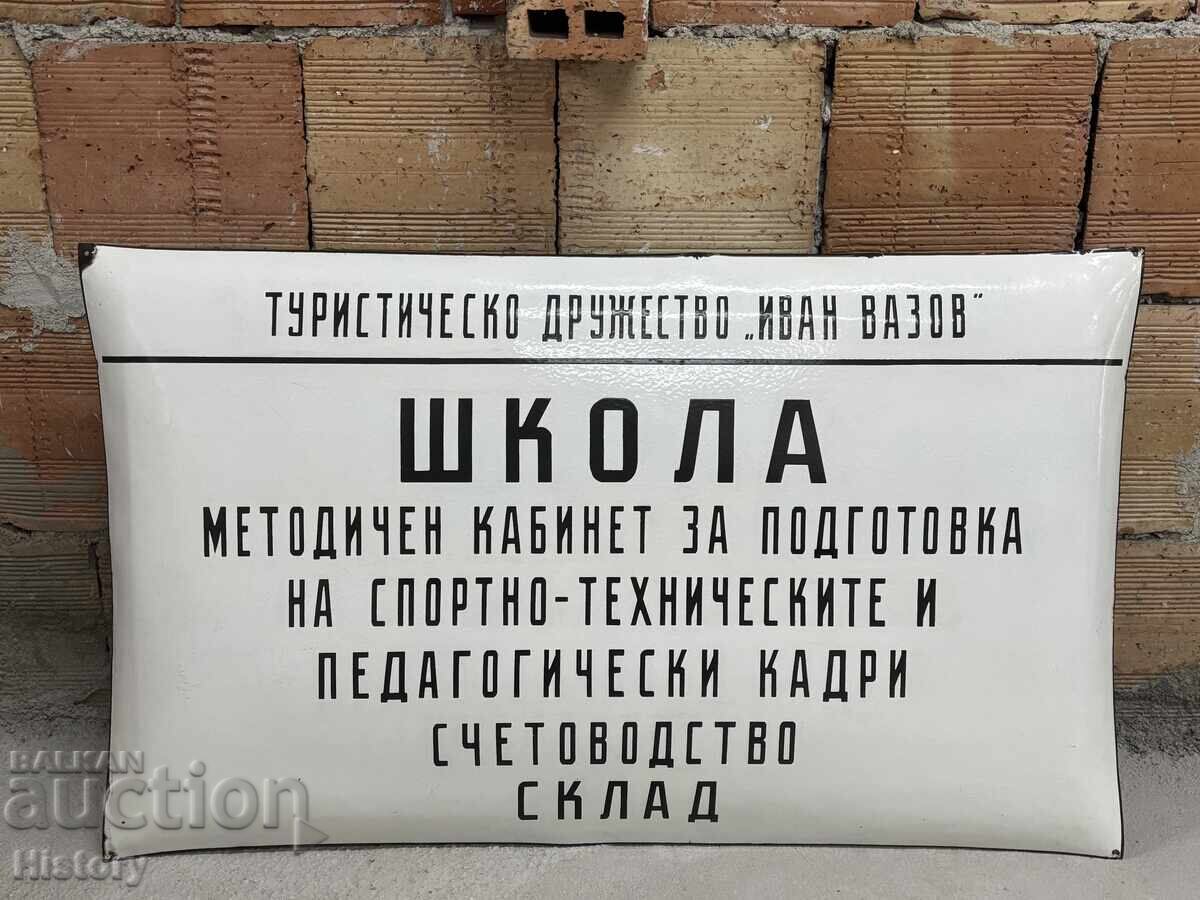 ТУРИСТИЧЕСКО ДРУЖЕСТВО „ИВАН ВАЗОВ"
ШКОЛА
МЕТОДИЧЕН КАБИНЕТ ЗА ПОДГОТОВКА
НА СПОРТНО-ТЕХНИЧЕСКИТЕ И
ПЕДАГОГИЧЕСКИ КАДРИ
СЧЕТОВОДСТВО
СКЛАД
BALKAN
auction
History